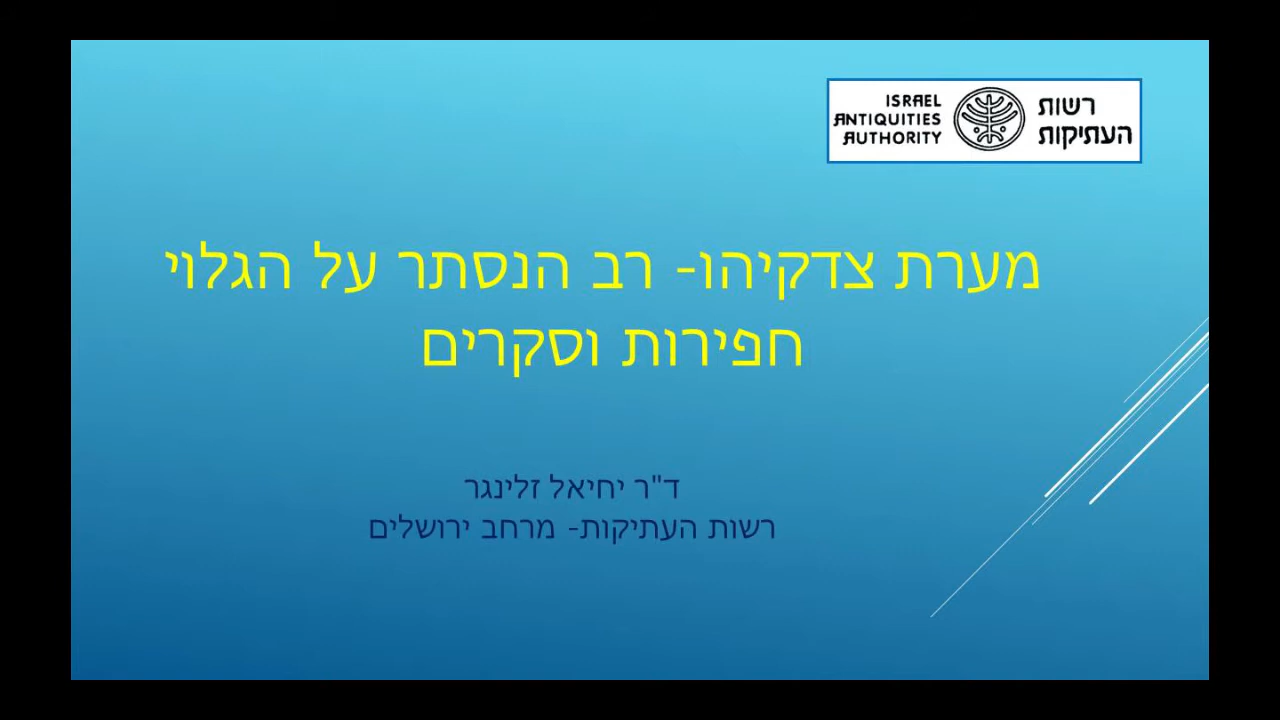 ISRAEL
ANTIQUITIES
AUTHORITY
רשות
העתיקות
מערת צדקיהו- רב הנסתר על הגלוי
חפירות וסקרים
ד"ר יחיאל זלינגר
רשות העתיקות- מרחב ירושלים